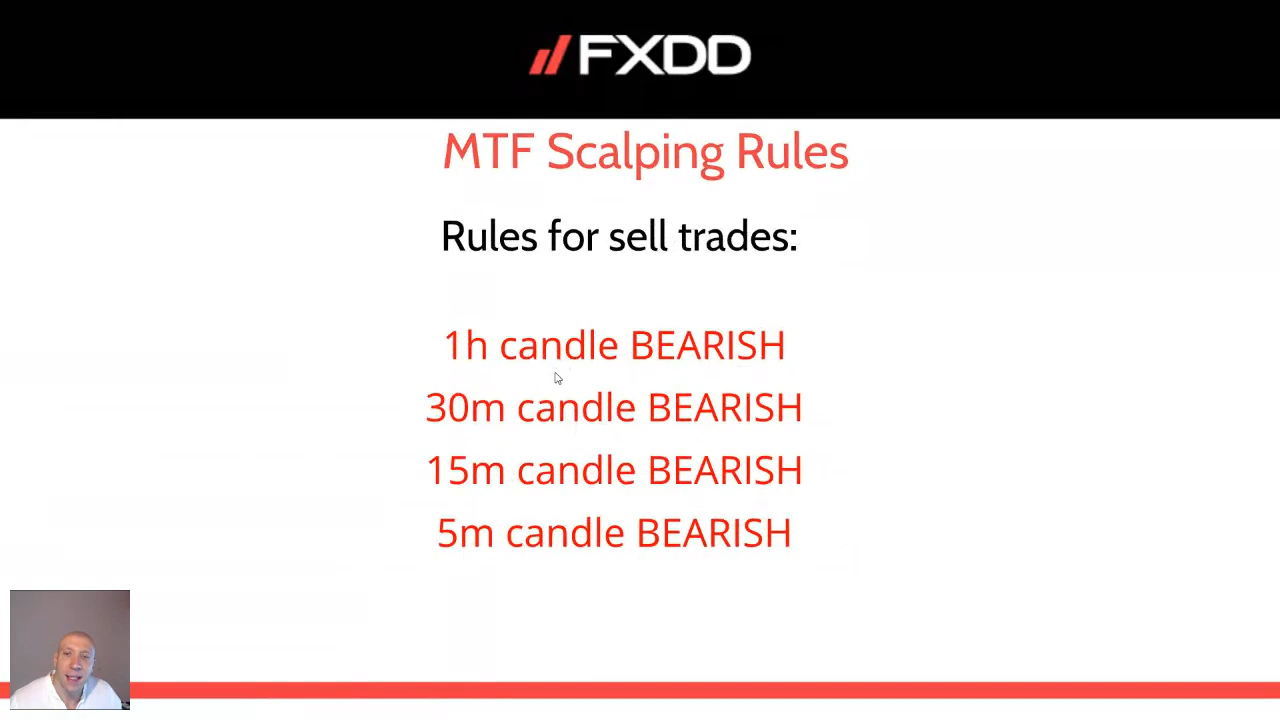 FXDD
MTF Scalping Rules
Rules for sell trades:
1h candle BEARISH
30m candle BEARISH
15m candle BEARISH
5m candle BEARISH